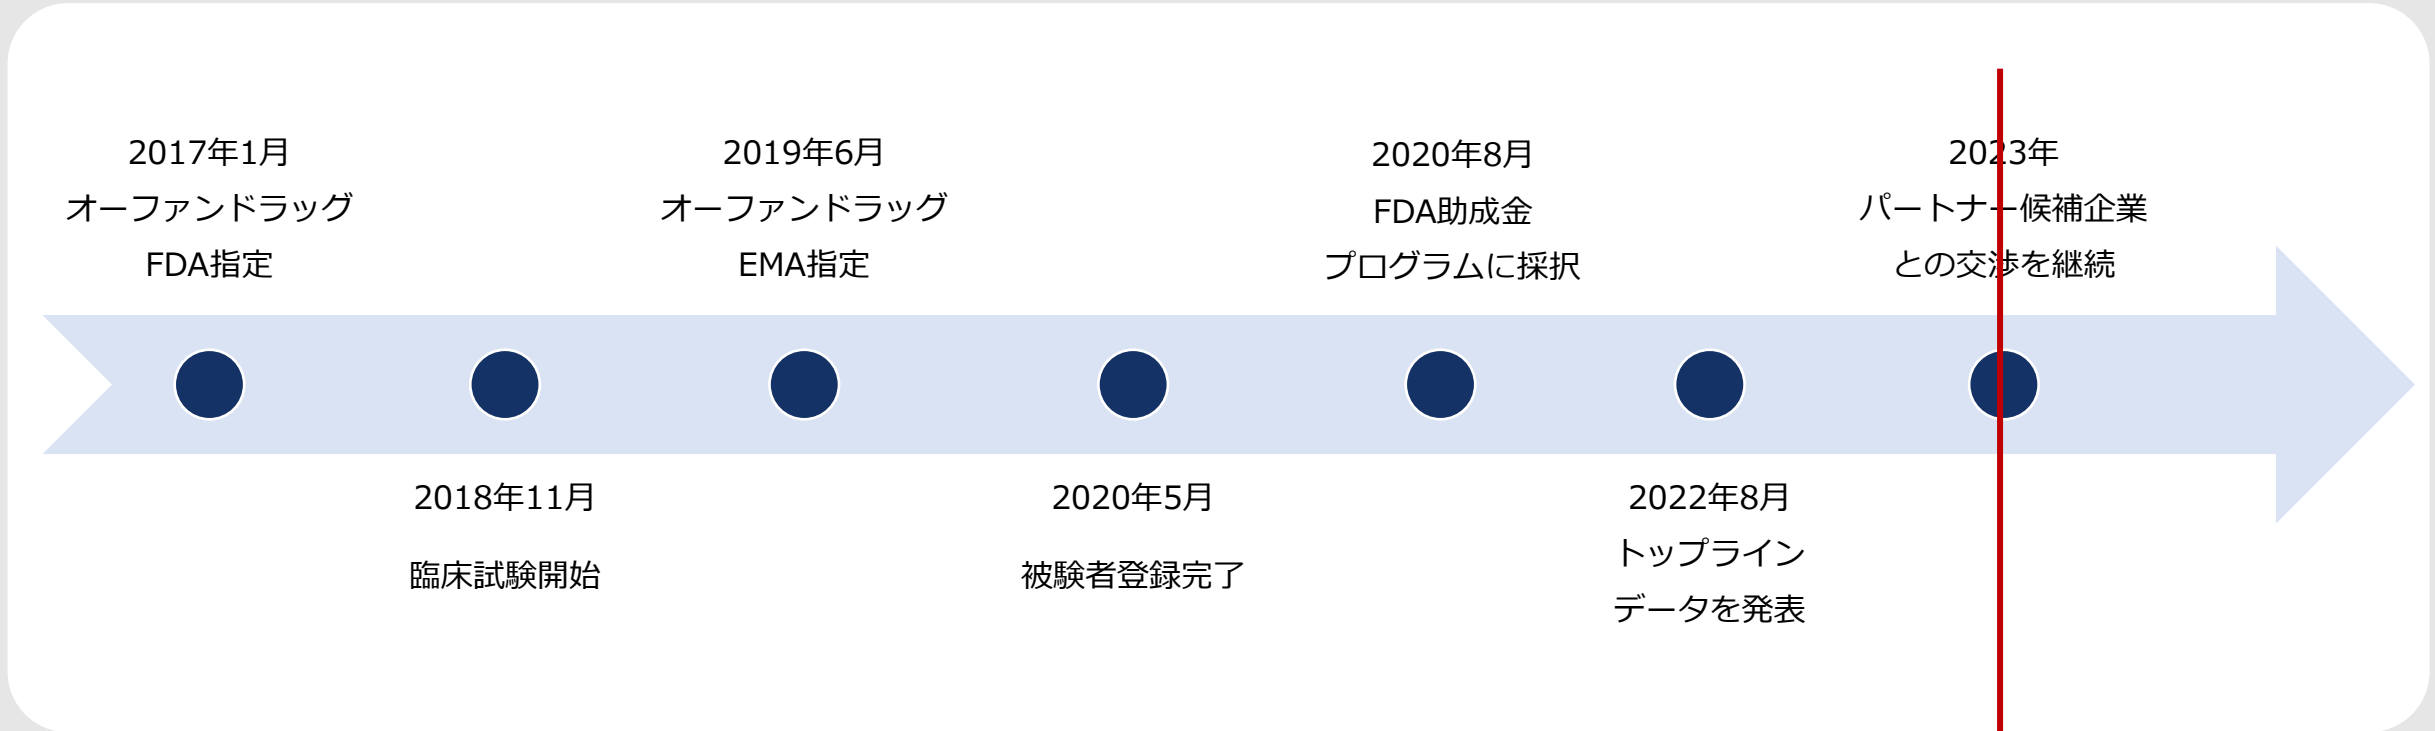 2017年1月
オーファンドラッグ
FDA指定
2018年11月
臨床試験開始
2019年6月
オーファンドラッグ
EMA指定
2020年5月
被験者登録完了
2020年8月
FDA助成金
プログラムに採択
2022年8月
トップライン
データを発表
2023年
パートナー候補企業
との交渉を継続